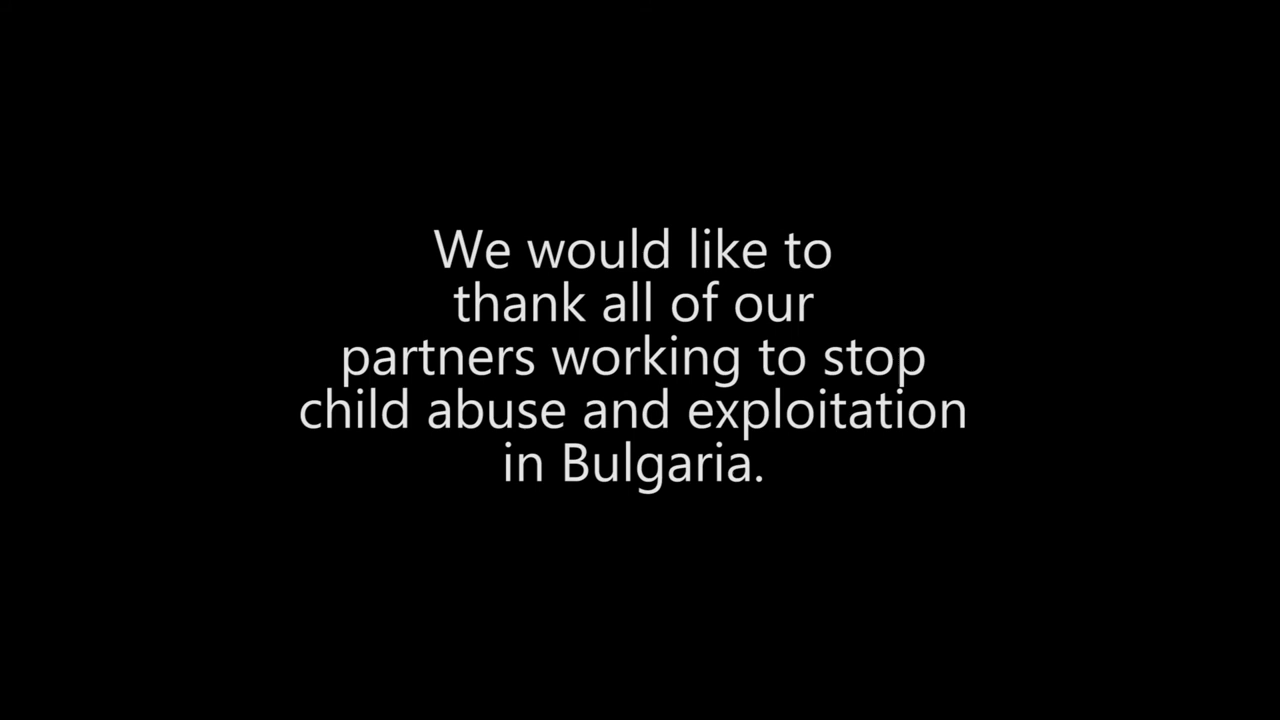 We would like to
thank all of our
partners working to stop
child abuse and exploitation
in Bulgaria.